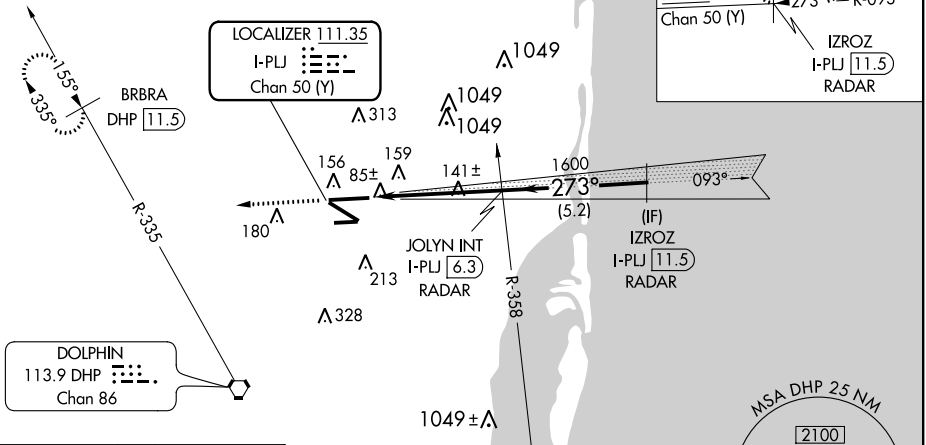 LOCALIZER 111.35
I-PLJ
Chan 50 (Y)
155°
335°
BRBRA
DHP 11.5
R-335
DOLPHIN
113.9 DHP
Chan 86
1049
1049
1049
313
156
85±
159
141±
180
213
328
1049±
1600
273°
(5.2)
093°
JOLYN INT
I-PLJ 6.3
RADAR
R-358
(IF)
IZROZ
I-PLJ 11.5
RADAR
Chan 50 (Y)
273
R-093
IZROZ
I-PLJ 11.5
RADAR
MSA DHP 25 NM
2100